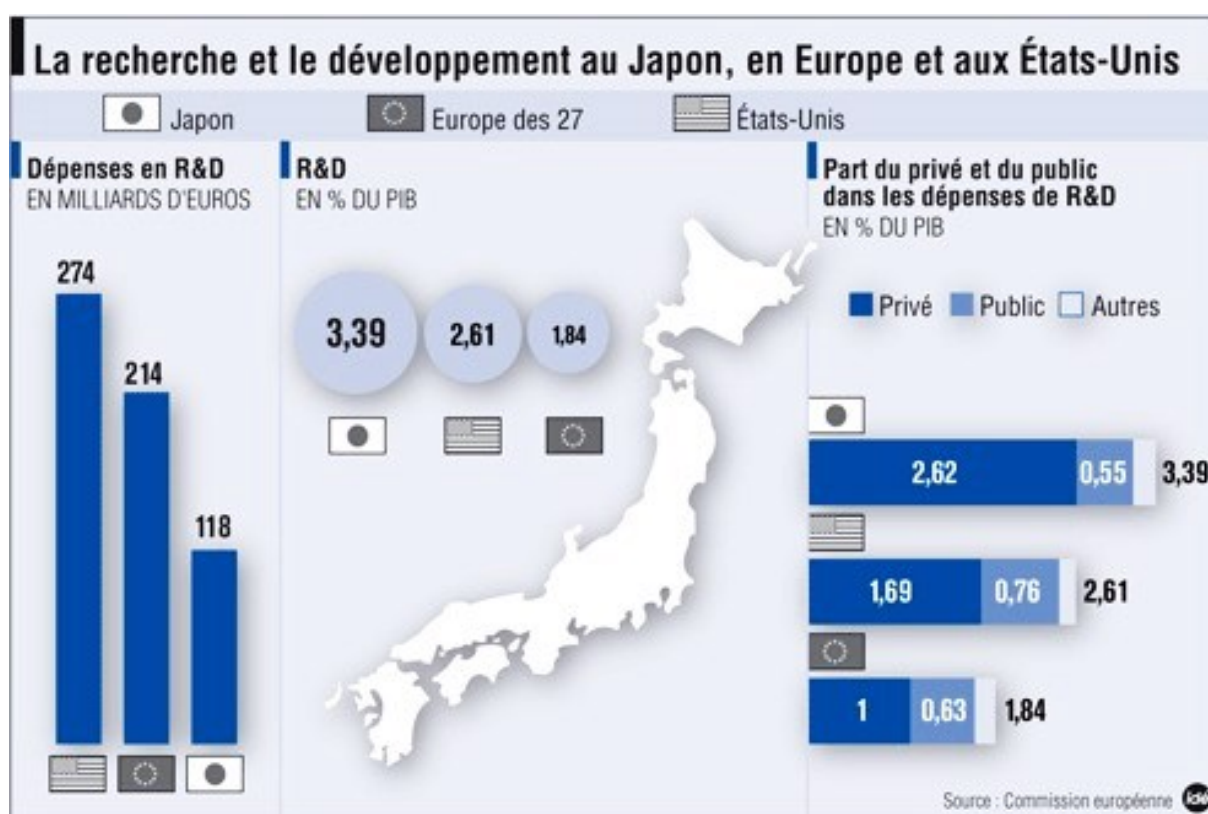 La recherche et le développement au Japon, en Europe et aux États-Unis
Japon
Europe des 27
États-Unis
Dépenses en R&D
EN MILLIARDS D'EUROS
274
214
118
R&D
EN % DU PIB
3,39
2,61
1,84
Part du privé et du public
dans les dépenses de R&D
EN % DU PIB
Privé
Public
Autres
2,62 0,55 3,39
1,69 0,76 2,61
1 0,63 1,84
Source : Commission européenne